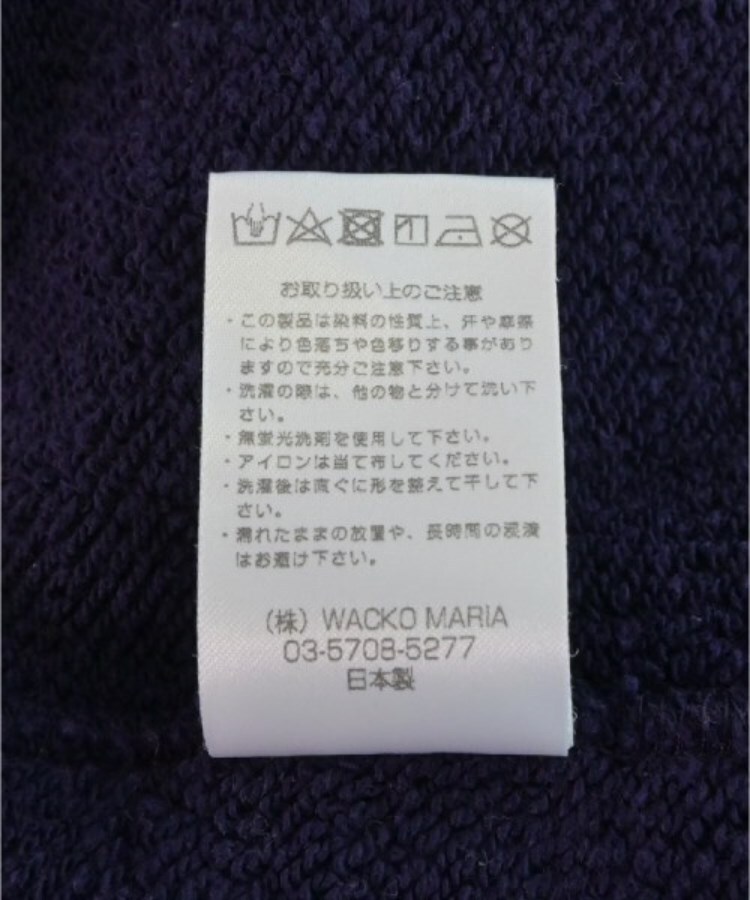 お取り扱い上のご注意
・この製品は染料の性質上、汗や摩擦
により色落ちや色移りする事があり
ますので充分ご注意下さい。
・洗濯の際は、他の物と分けて洗い下
さい。
・無蛍光洗剤を使用して下さい。
・アイロンは当て布してください。
・洗濯後は直ぐに形を整えて干して下
さい。
・濡れたままの放置や、長時間の浸漬
はお避け下さい。
(株) WACKO MARIA
03-5708-5277
日本製